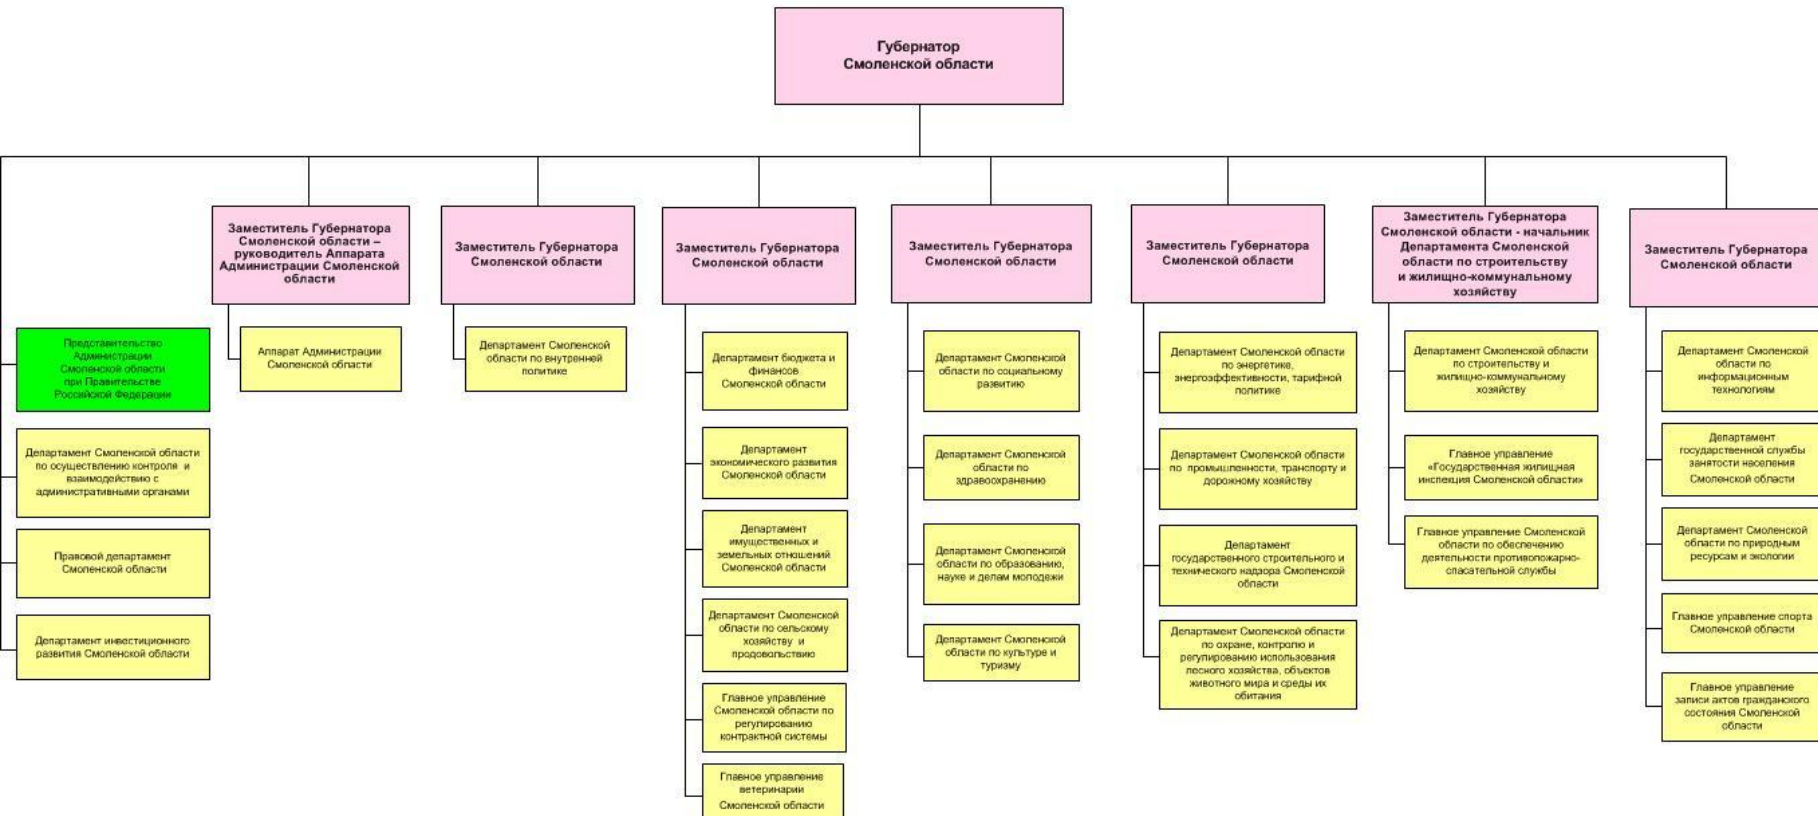 Губернатор
Смоленской области
Заместитель Губернатора
Смоленской области –
руководитель Аппарата
Администрации Смоленской
области
Заместитель Губернатора
Смоленской области
Заместитель Губернатора
Смоленской области
Заместитель Губернатора
Смоленской области
Заместитель Губернатора
Смоленской области
Заместитель Губернатора
Смоленской области - начальник
Департамента Смоленской
области по строительству
и жилищно-коммунальному
хозяйству
Заместитель Губернатора
Смоленской области
Представительство
Администрации
Смоленской области
при Правительстве
Российской Федерации
Департамент Смоленской области
по осуществлению контроля и
взаимодействию с
административными органами
Правовой департамент
Смоленской области
Департамент инвестиционного
развития Смоленской области
Аппарат Администрации
Смоленской области
Департамент Смоленской
области по внутренней
политике
Департамент бюджета и
финансов
Смоленской области
Департамент
экономического развития
Смоленской области
Департамент
имущественных и
земельных отношений
Смоленской области
Департамент Смоленской
области по сельскому
хозяйству и
продовольствию
Главное управление
Смоленской области по
регулированию
контрактной системы
Главное управление
ветеринарии
Смоленской области
Департамент Смоленской
области по социальному
развитию
Департамент Смоленской
области по
здравоохранению
Департамент Смоленской
области по образованию,
науке и делам молодежи
Департамент Смоленской
области по культуре и
туризму
Департамент Смоленской области
по энергетике,
энергоэффективности, тарифной
политике
Департамент Смоленской области
по промышленности, транспорту и
дорожному хозяйству
Департамент
государственного строительного и
технического надзора Смоленской
области
Департамент Смоленской области
по охране, контролю и
регулированию использования
лесного хозяйства, объектов
животного мира и среды их
обитания
Департамент Смоленской области
по строительству и
жилищно-коммунальному
хозяйству
Главное управление
«Государственная жилищная
инспекция Смоленской области»
Главное управление Смоленской
области по обеспечению
деятельности противопожарно-
спасательной службы
Департамент Смоленской
области по
информационным
технологиям
Департамент
государственной службы
занятости населения
Смоленской области
Департамент Смоленской
области по природным
ресурсам и экологии
Главное управление спорта
Смоленской области
Главное управление
записи актов гражданского
состояния Смоленской
области